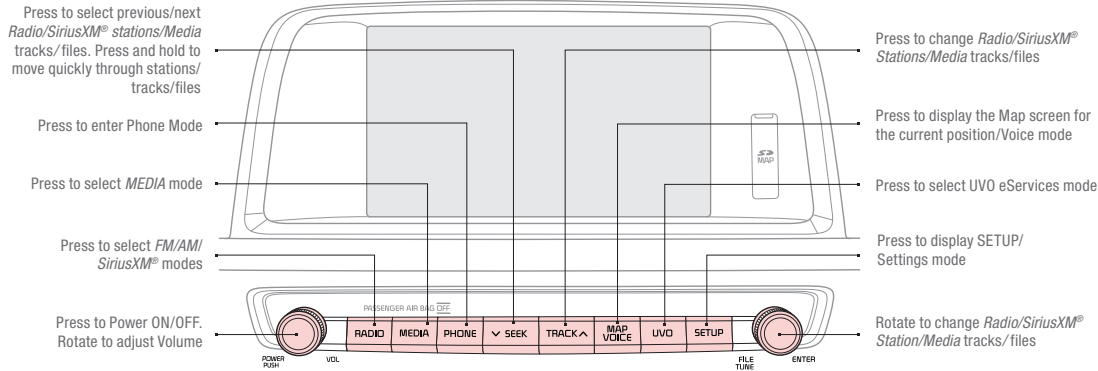 Press to select previous/next
Radio/SiriusXM® stations/Media
tracks/files. Press and hold to
move quickly through stations/
tracks/files
Press to enter Phone Mode
Press to select MEDIA mode
Press to select FM/AM/
SiriusXM® modes
Press to Power ON/OFF.
Rotate to adjust Volume
Press to change Radio/SiriusXM®
Stations/Media tracks/files
Press to display the Map screen for
the current position/Voice mode
Press to select UVO eServices mode
Press to display SETUP/
Settings mode
Rotate to change Radio/SiriusXM®
Station/Media tracks/files
SD
MAP
PASSENGER AIR BAG OFF
RADIO
MEDIA
PHONE
SEEK
TRACK
MAP
VOICE
UVO
SETUP
POWER
PUSH
VOL
FILE
TUNE
ENTER